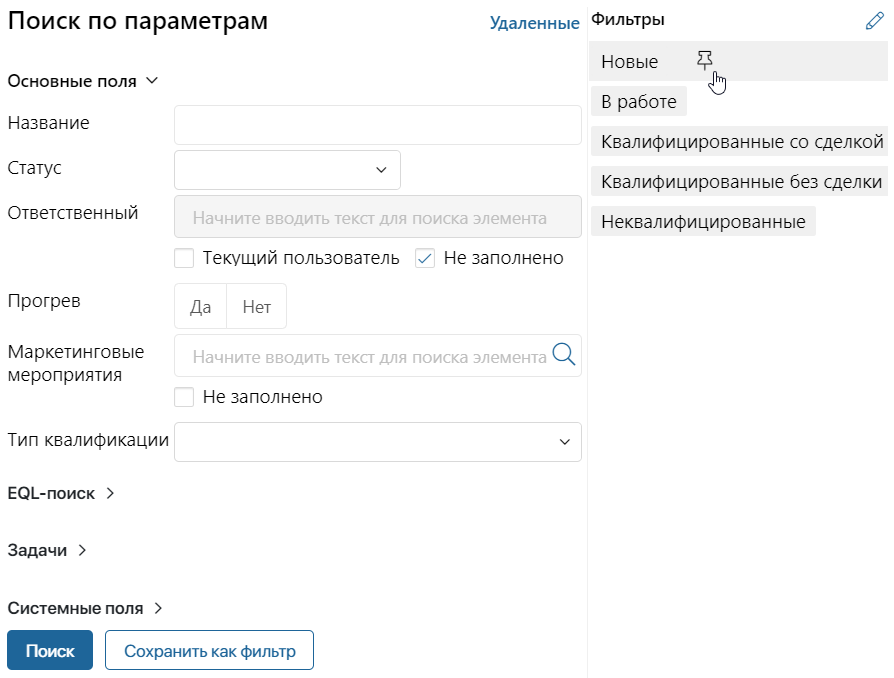 Поиск по параметрам
Удаленные
Основные поля
Название
Статус
Ответственный
Начните вводить текст для поиска элемента
Текущий пользователь
Не заполнено
Прогрев
Да
Нет
Маркетинговые
мероприятия
Начните вводить текст для поиска элемента
Не заполнено
Тип квалификации
EQL-поиск
Задачи
Системные поля
Поиск
Сохранить как фильтр
Фильтры
Новые
В работе
Квалифицированные со сделкой
Квалифицированные без сделки
Неквалифицированные